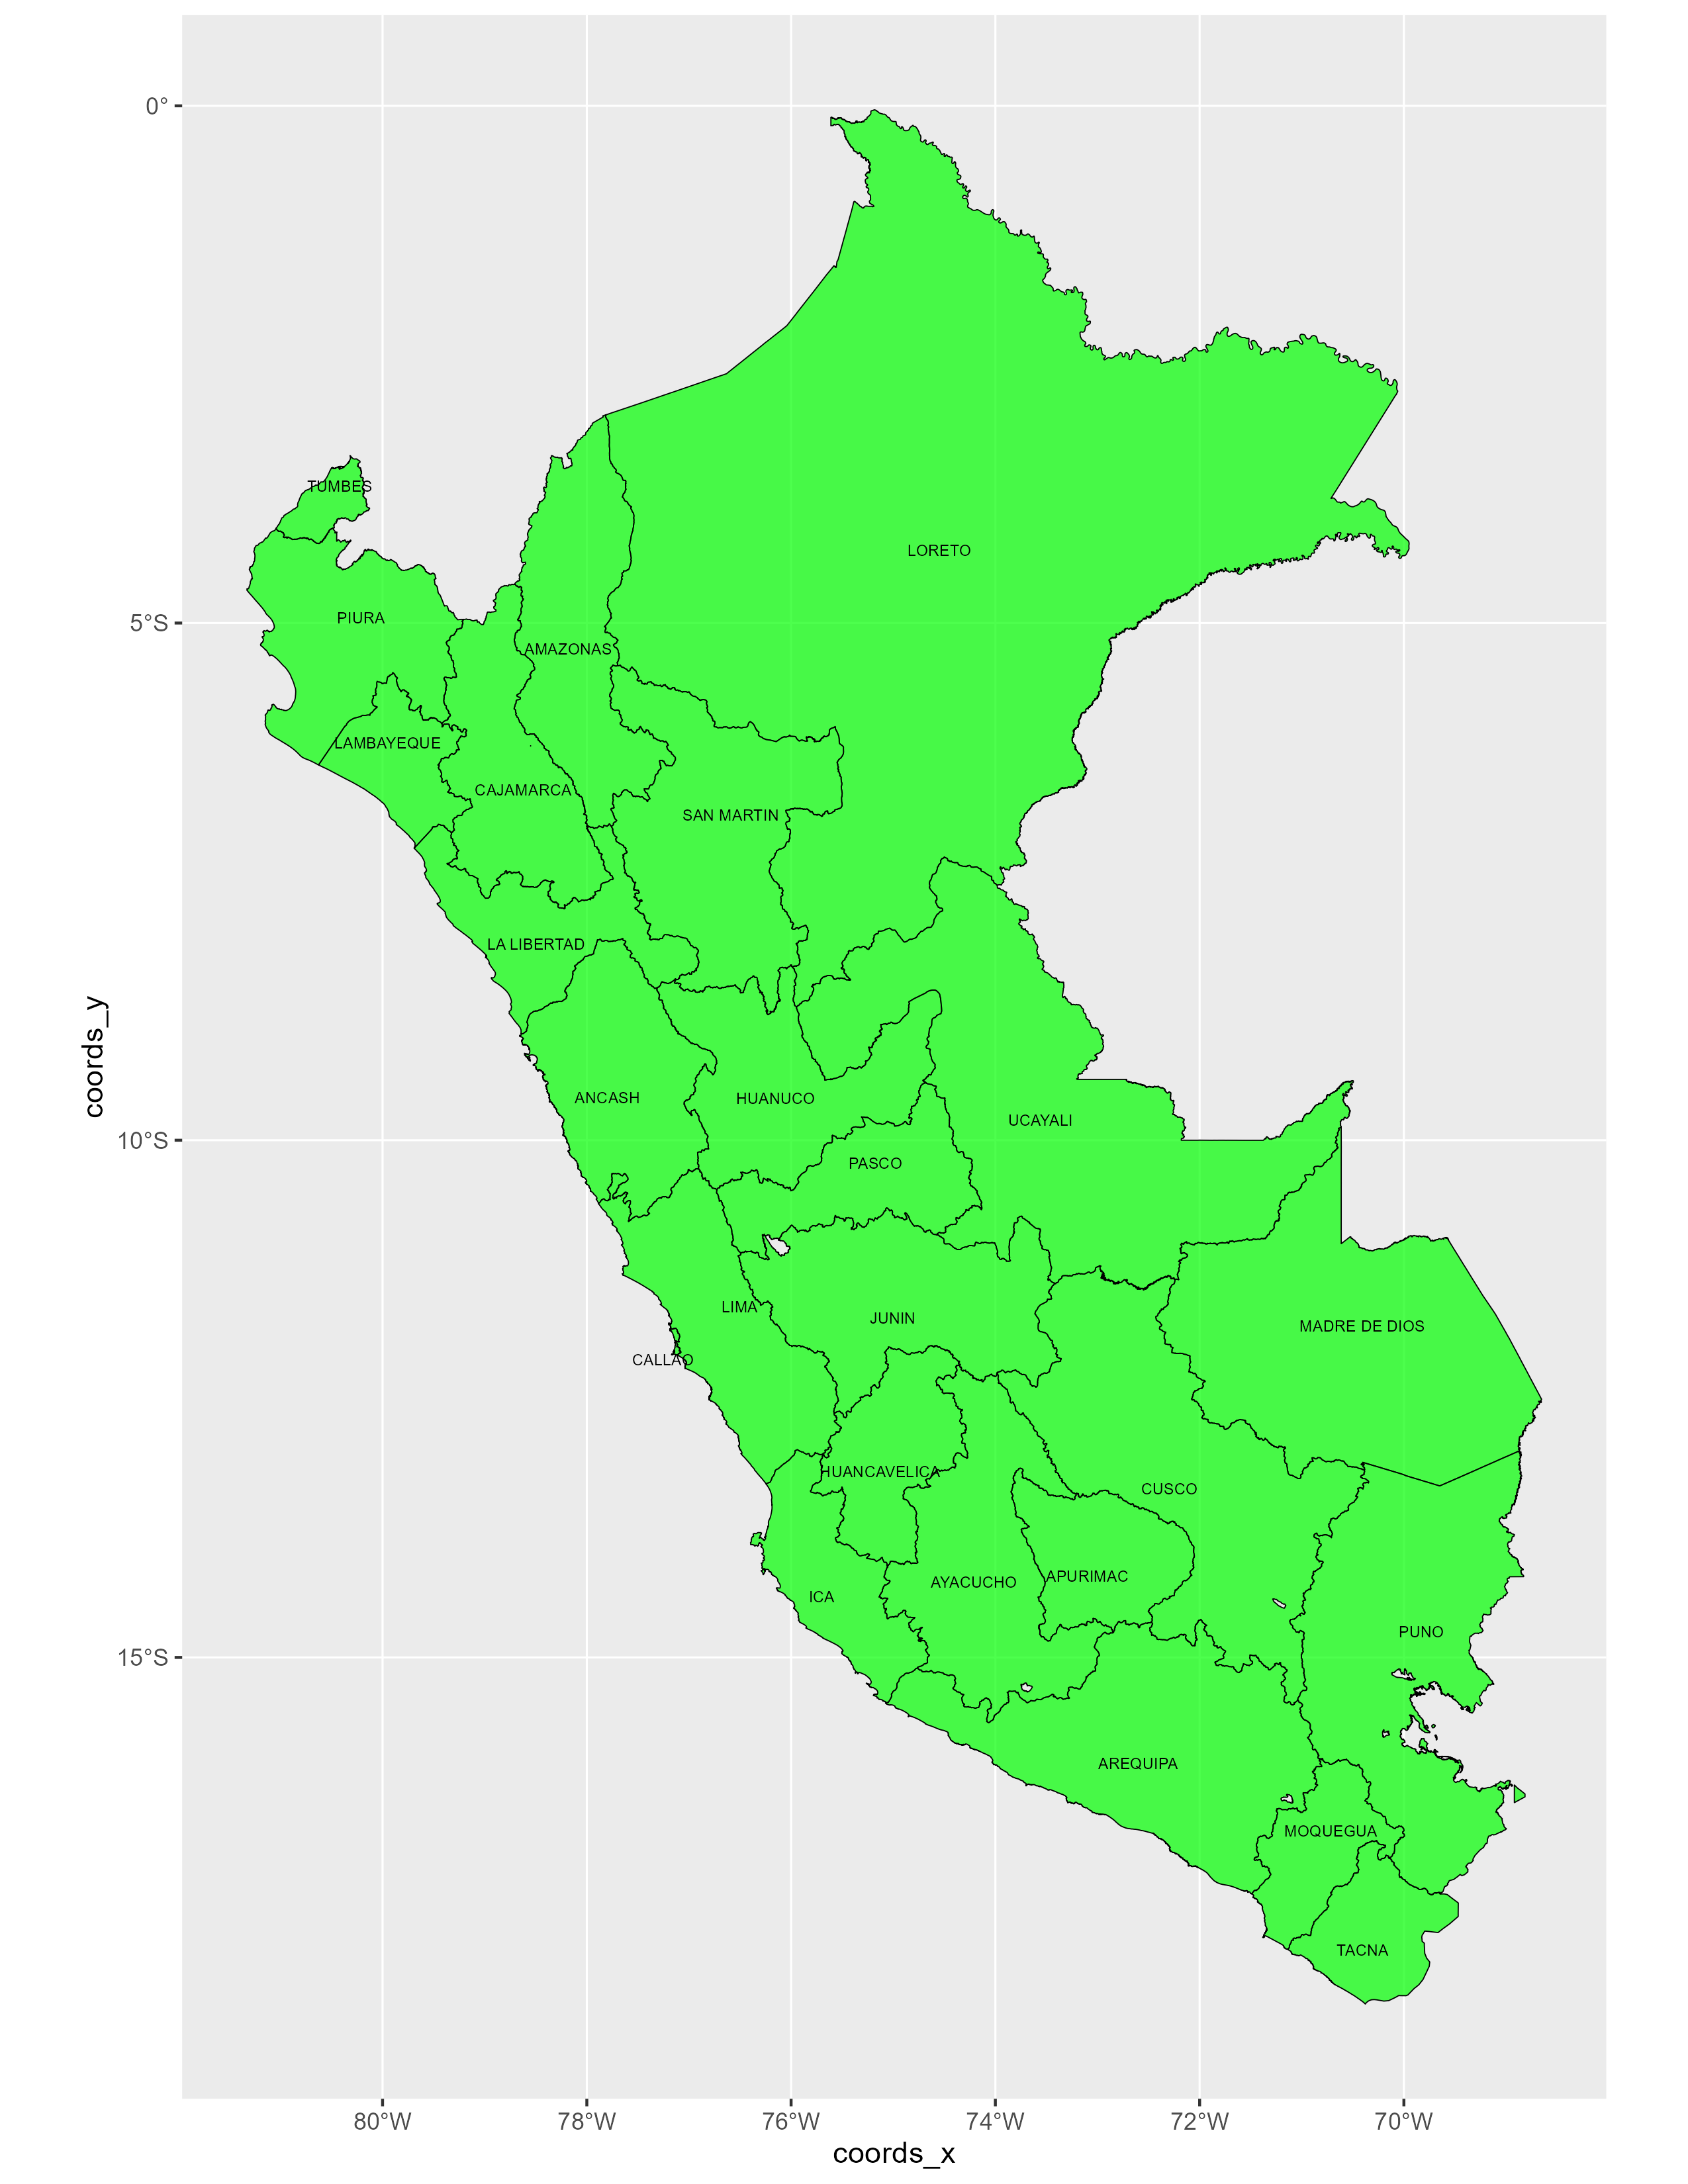 0°
TUMBES
LORETO
5°S
PIURA
AMAZONAS
LAMBAYEQUE
CAJAMARCA
SAN MARTIN
LA LIBERTAD
coords_y
ANCASH
HUANUCO
UCAYALI
10°S
PASCO
LIMA
JUNIN
MADRE DE DIOS
CALLAO
HUANCAVELICA
CUSCO
AYACUCHO
APURIMAC
ICA
PUNO
15°S
AREQUIPA
MOQUEGUA
TACNA
80°W 78°W 76°W 74°W 72°W 70°W
coords_x